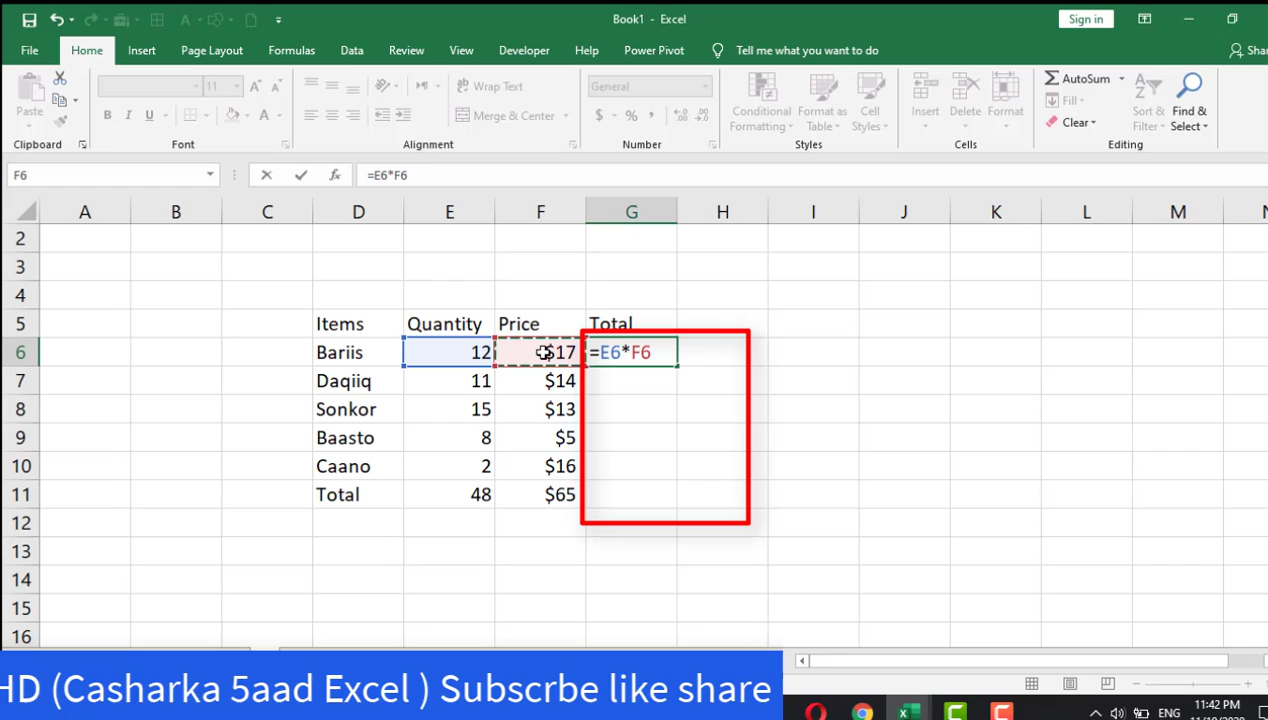 Book1 - Excel
Sign in
File Home Insert Page Layout Formulas Data Review View Developer Help Power Pivot Tell me what you want to do
Paste
Clipboard
11
B I U A
Font
Wrap Text
Merge & Center
Alignment
General
$ % ,
Number
Conditional Formatting
Format as Table
Cell Styles
Styles
Insert Delete Format
Cells
AutoSum
Fill
Clear
Sort & Filter
Find & Select
Editing
F6 fx =E6*F6
A B C D E F G H I J K L M
2
3
4
5 Items Quantity Price Total
6 Bariis 12 $17 =E6*F6
7 Daqiiq 11 $14
8 Sonkor 15 $13
9 Baasto 8 $5
10 Caano 2 $16
11 Total 48 $65
12
13
14
15
16
HD (Casharka 5aad Excel ) Subscrbe like share
ENG
11:42 PM